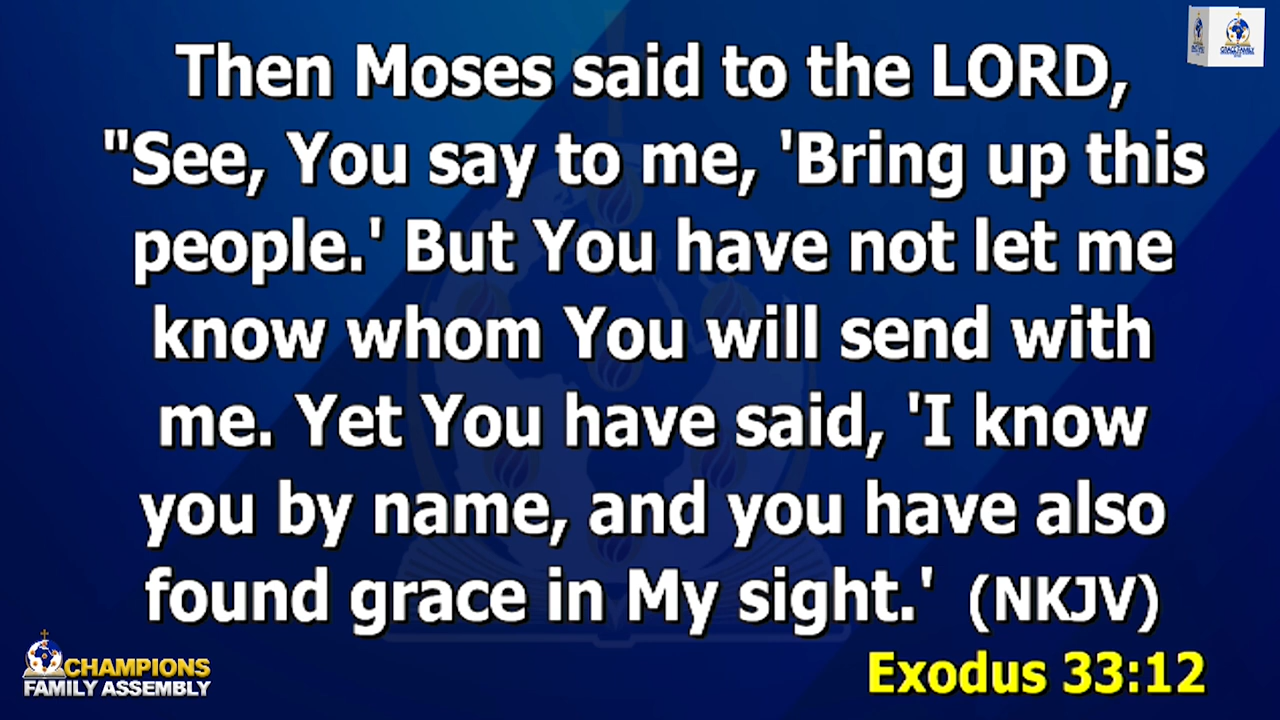 Then Moses said to the LORD,
"See, You say to me, 'Bring up this
people.' But You have not let me
know whom You will send with
me. Yet You have said, 'I know
you by name, and you have also
found grace in My sight.' (NKJV)
Exodus 33:12
CHAMPIONS
FAMILY ASSEMBLY
GRACE FAMILY